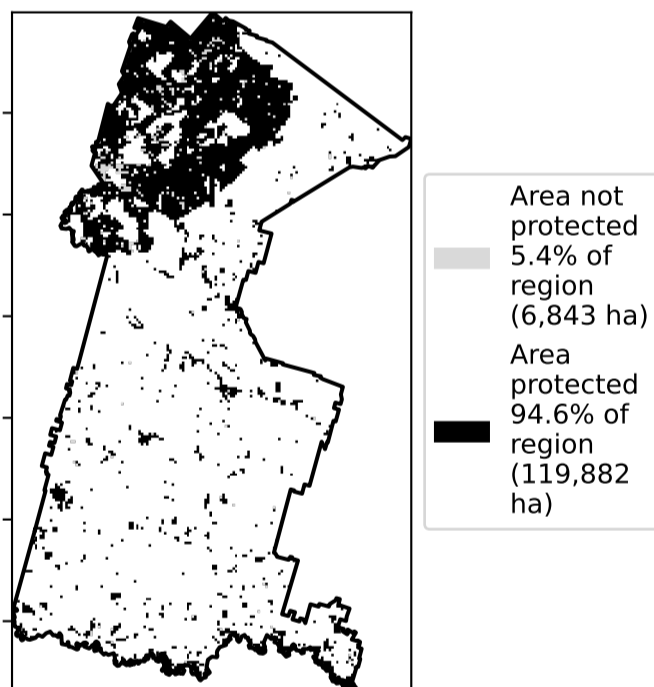 Area not
protected
5.4% of
region
(6,843 ha)
Area
protected
94.6% of
region
(119,882
ha)